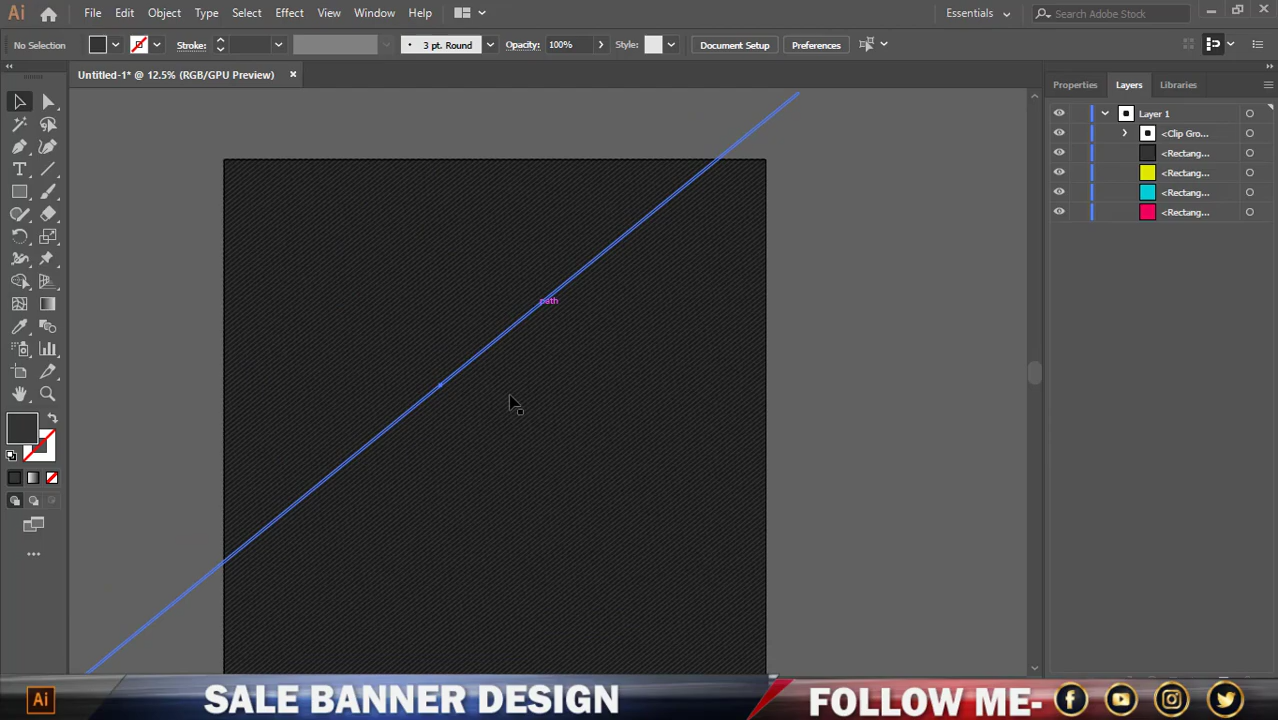 Ai File Edit Object Type Select Effect View Window Help Essentials Search Adobe Stock
No Selection Stroke: 3 pt. Round Opacity: 100% Style: Document Setup Preferences
Untitled-1* @ 12.5% (RGB/GPU Preview) Properties Layers Libraries
Layer 1
<Clip Gro...
<Rectang...
<Rectang...
<Rectang...
<Rectang...
path
Ai SALE BANNER DESIGN FOLLOW ME-